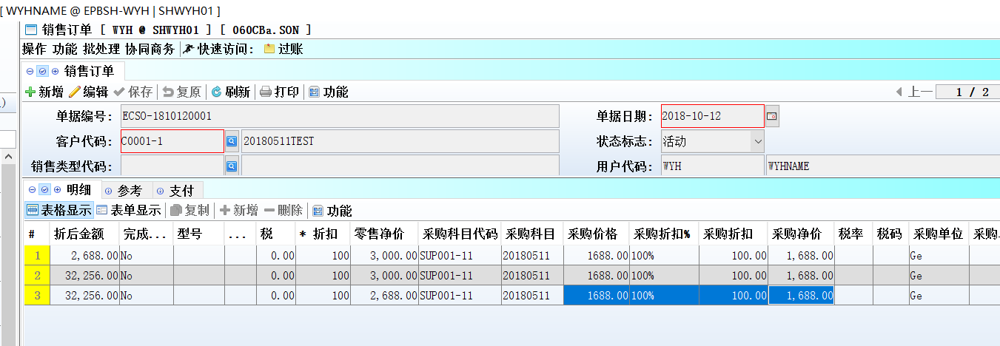 [ WYHNAME @ EPBSH-WYH | SHWYH01 ]
销售订单 [ WYH @ SHWYH01 ] [ 060CBa.SON ]
操作 功能 批处理 协同商务 快速访问: 过账
销售订单
新增 编辑 保存 复原 刷新 打印 功能 上一 1 / 2
单据编号: ECSO-1810120001 单据日期: 2018-10-12
客户代码: C0001-1 20180511TEST 状态标志: 活动
销售类型代码: 用户代码: WYH WYHNAME
明细 参考 支付
表格显示 表单显示 复制 新增 删除 功能
# 折后金额 完成... 型号 ... 税 * 折扣 零售净价 采购科目代码 采购科目 采购价格 采购折扣% 采购折扣 采购净价 税率 税码 采购单位 采购
1 2,688.00 No 0.00 100 3,000.00 SUP001-11 20180511 1688.00 100% 100.00 1,688.00 Ge
2 32,256.00 No 0.00 100 3,000.00 SUP001-11 20180511 1688.00 100% 100.00 1,688.00 Ge
3 32,256.00 No 0.00 100 2,688.00 SUP001-11 20180511 1688.00 100% 100.00 1,688.00 Ge